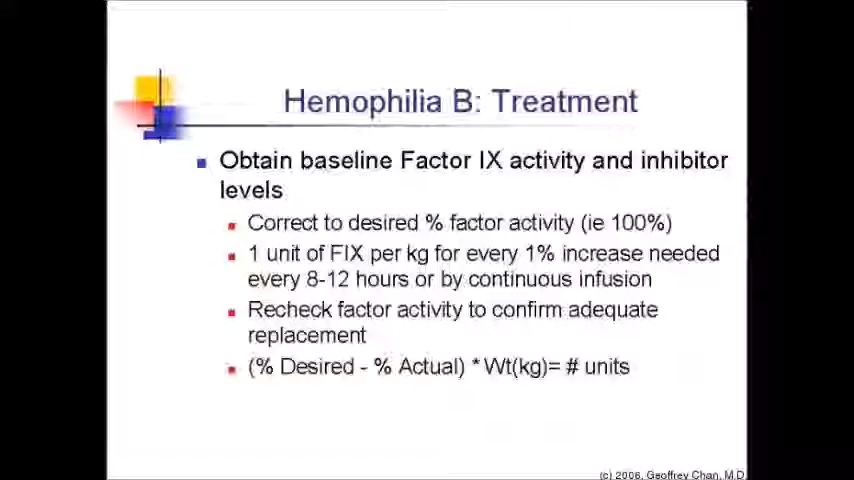 Hemophilia B: Treatment
Obtain baseline Factor IX activity and inhibitor
levels
Correct to desired % factor activity (ie 100%)
1 unit of FIX per kg for every 1% increase needed
every 8-12 hours or by continuous infusion
Recheck factor activity to confirm adequate
replacement
(% Desired - % Actual) * Wt(kg)= # units
(c) 2006, Geoffrey Chan, M.D.